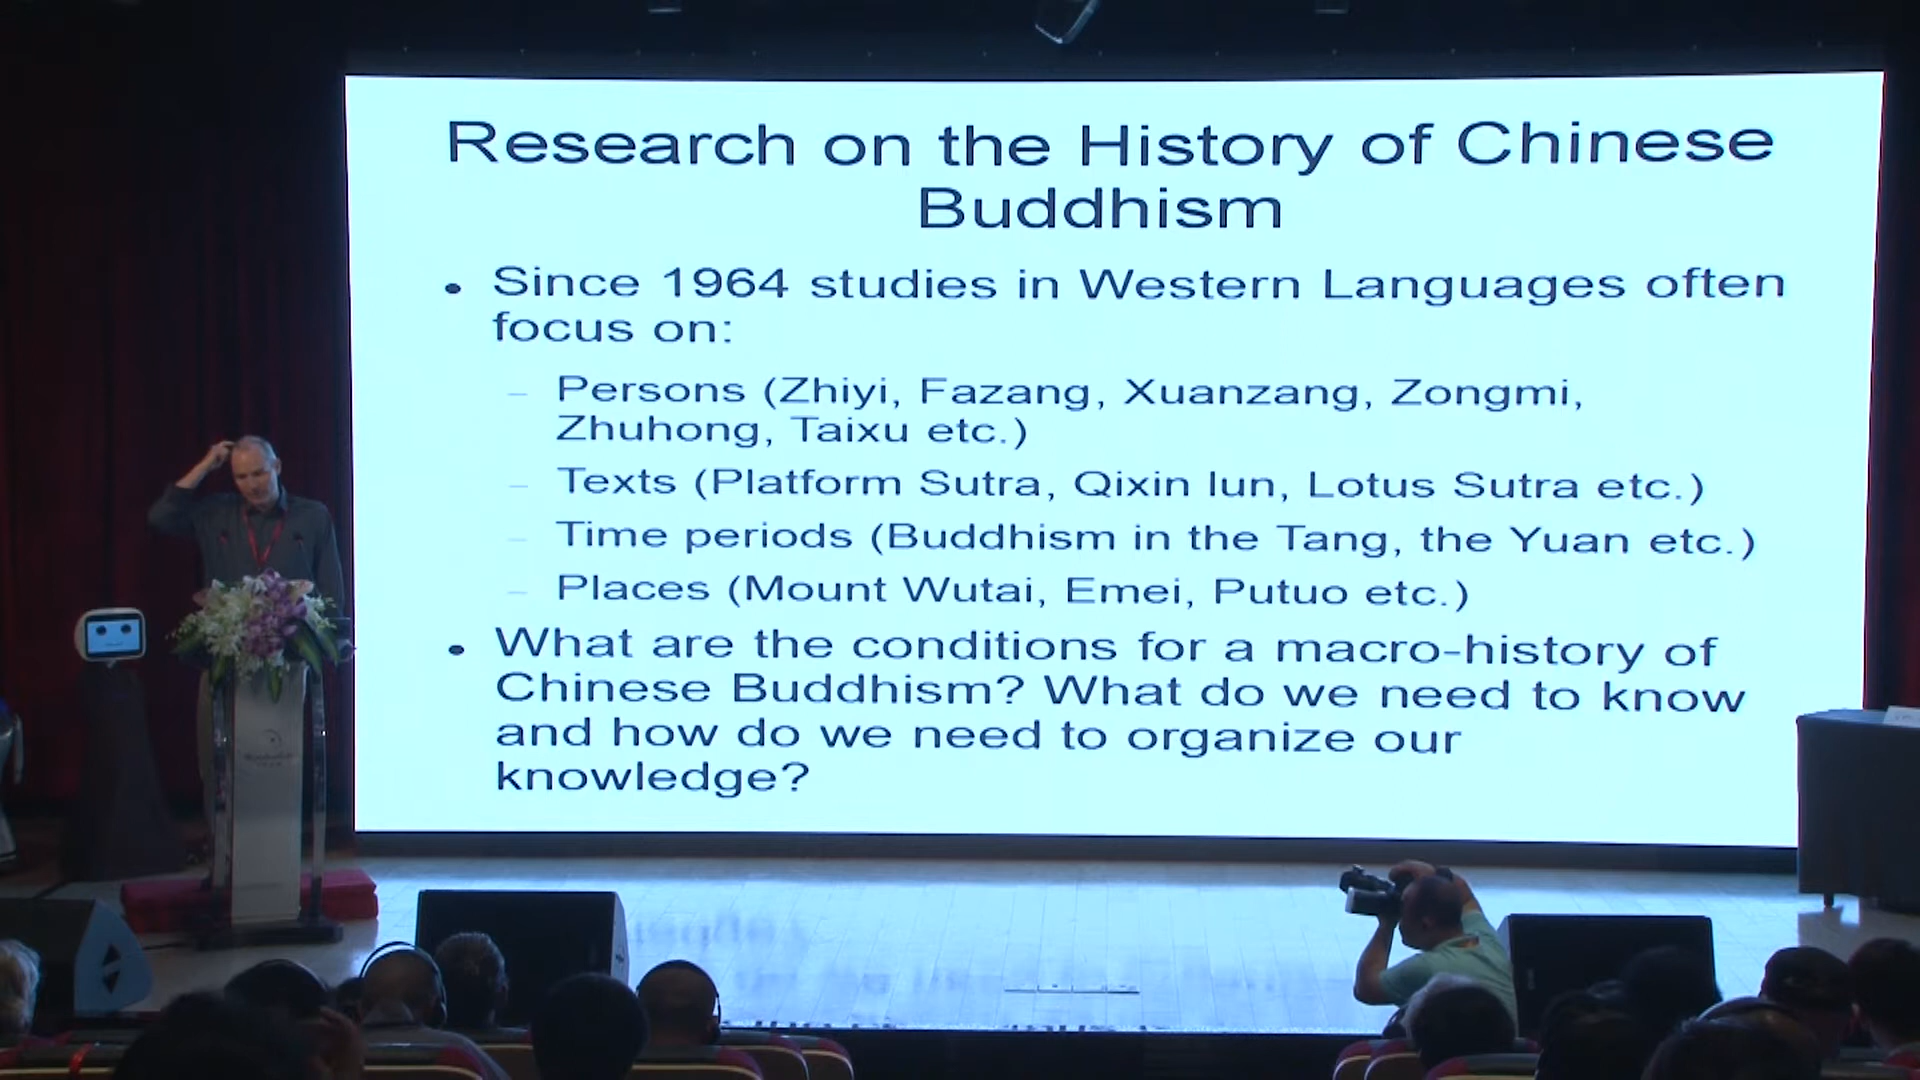 Research on the History of Chinese
Buddhism
• Since 1964 studies in Western Languages often
focus on:
– Persons (Zhiyi, Fazang, Xuanzang, Zongmi,
Zhuhong, Taixu etc.)
– Texts (Platform Sutra, Qixin lun, Lotus Sutra etc.)
– Time periods (Buddhism in the Tang, the Yuan etc.)
– Places (Mount Wutai, Emei, Putuo etc.)
• What are the conditions for a macro-history of
Chinese Buddhism? What do we need to know
and how do we need to organize our
knowledge?